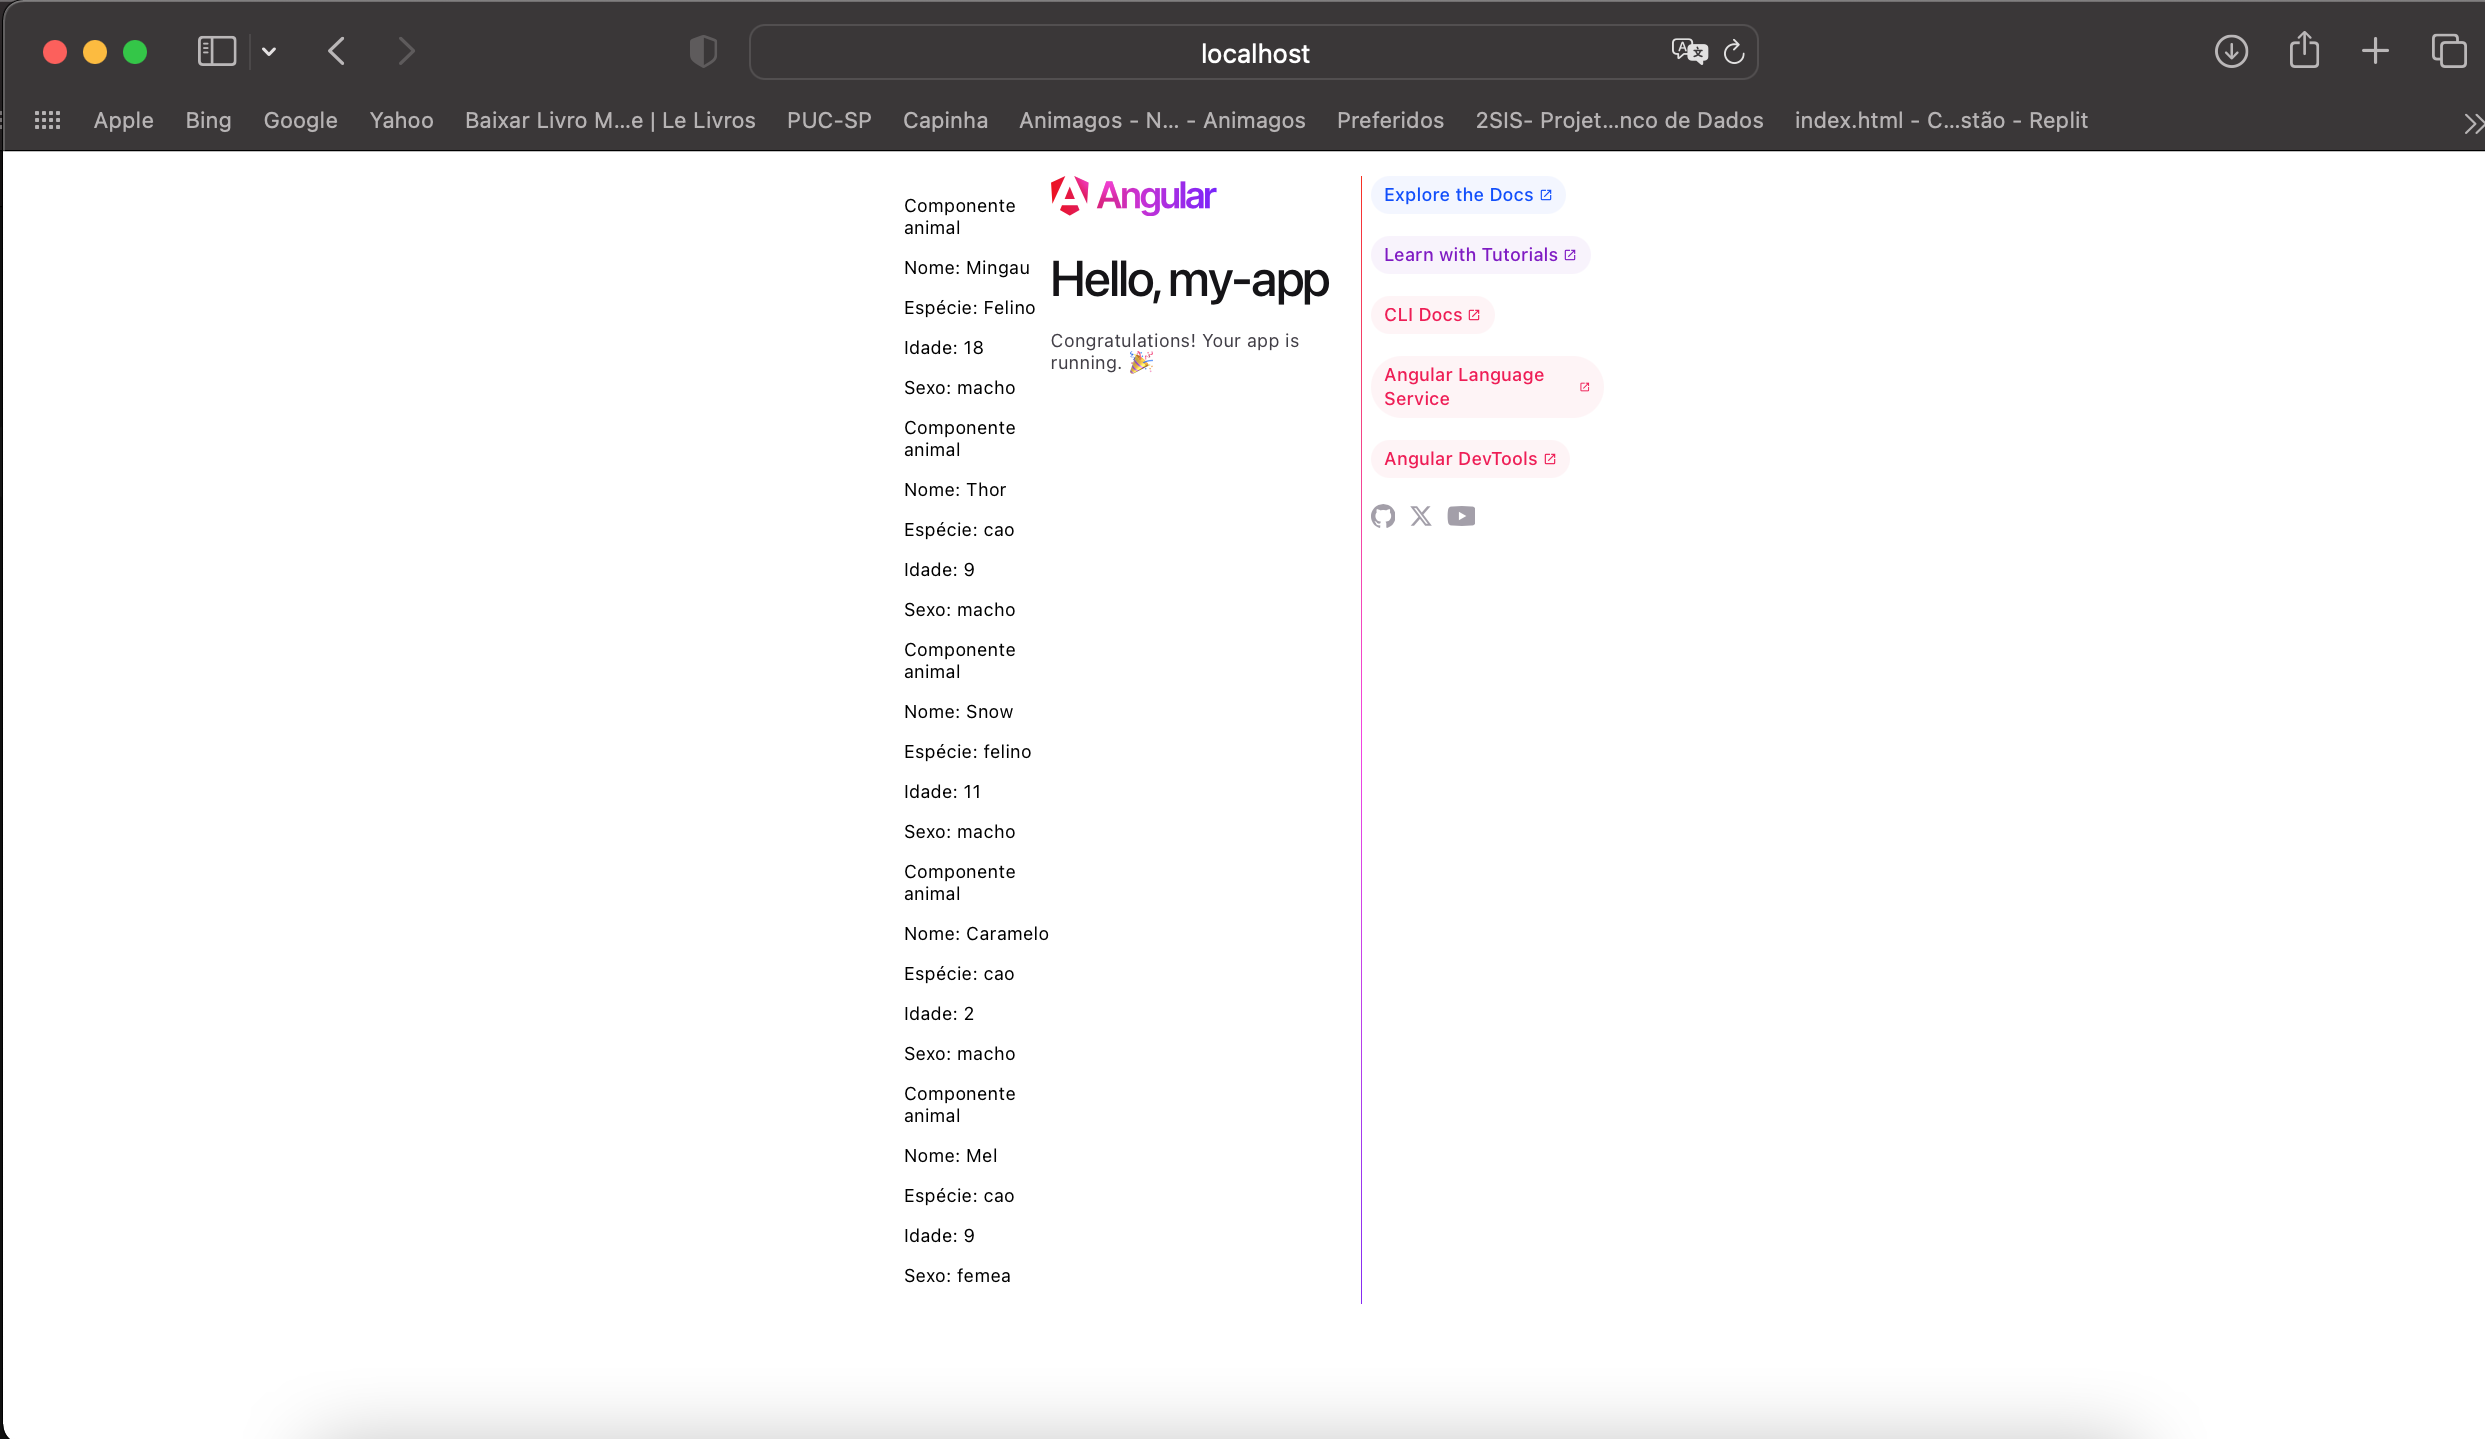 localhost
Apple
Bing
Google
Yahoo
Baixar Livro M...e | Le Livros
PUC-SP
Capinha
Animagos - N... - Animagos
Preferidos
2SIS- Projet...nco de Dados
index.html - C...stão - Replit
Componente
animal
Nome: Mingau
Espécie: Felino
Idade: 18
Sexo: macho
Componente
animal
Nome: Thor
Espécie: cao
Idade: 9
Sexo: macho
Componente
animal
Nome: Snow
Espécie: felino
Idade: 11
Sexo: macho
Componente
animal
Nome: Caramelo
Espécie: cao
Idade: 2
Sexo: macho
Componente
animal
Nome: Mel
Espécie: cao
Idade: 9
Sexo: femea
Angular
Hello, my-app
Congratulations! Your app is
running. 🎉
Explore the Docs
Learn with Tutorials
CLI Docs
Angular Language
Service
Angular DevTools